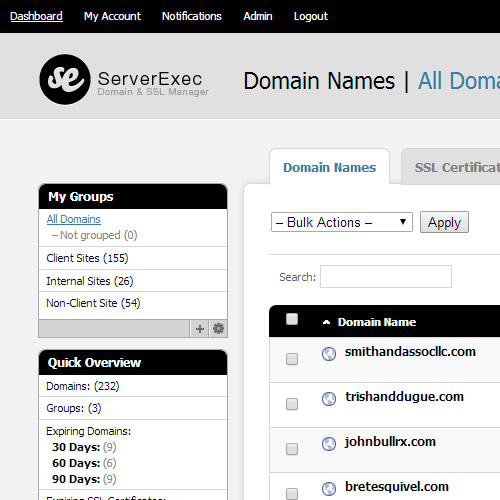 Dashboard My Account Notifications Admin Logout
se ServerExec
Domain & SSL Manager
Domain Names | All
Domain Names SSL
My Groups
All Domains
– Not grouped (0)
Client Sites (155)
Internal Sites (26)
Non-Client Site (54)
Quick Overview
Domains: (232)
Groups: (3)
Expiring Domains:
30 Days: (9)
60 Days: (6)
90 Days: (9)
Expiring SSL Certificates:
– Bulk Actions – Apply
Search:
Domain Name
smithandassocllc.com
trishanddugue.com
johnbullrx.com
bretesquivel.com